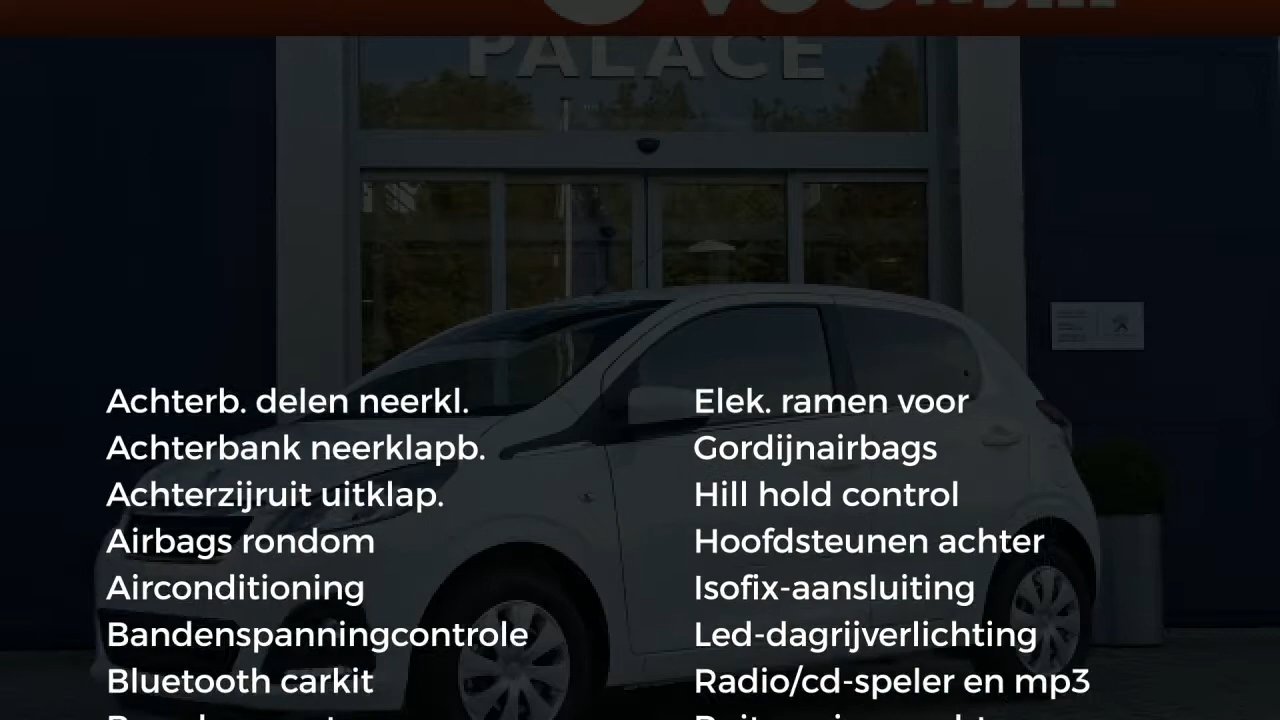 PALACE
Achterb. delen neerkl.
Achterbank neerklapb.
Achterzijruit uitklap.
Airbags rondom
Airconditioning
Bandenspanningcontrole
Bluetooth carkit
Elek. ramen voor
Gordijnairbags
Hill hold control
Hoofdsteunen achter
Isofix-aansluiting
Led-dagrijverlichting
Radio/cd-speler en mp3